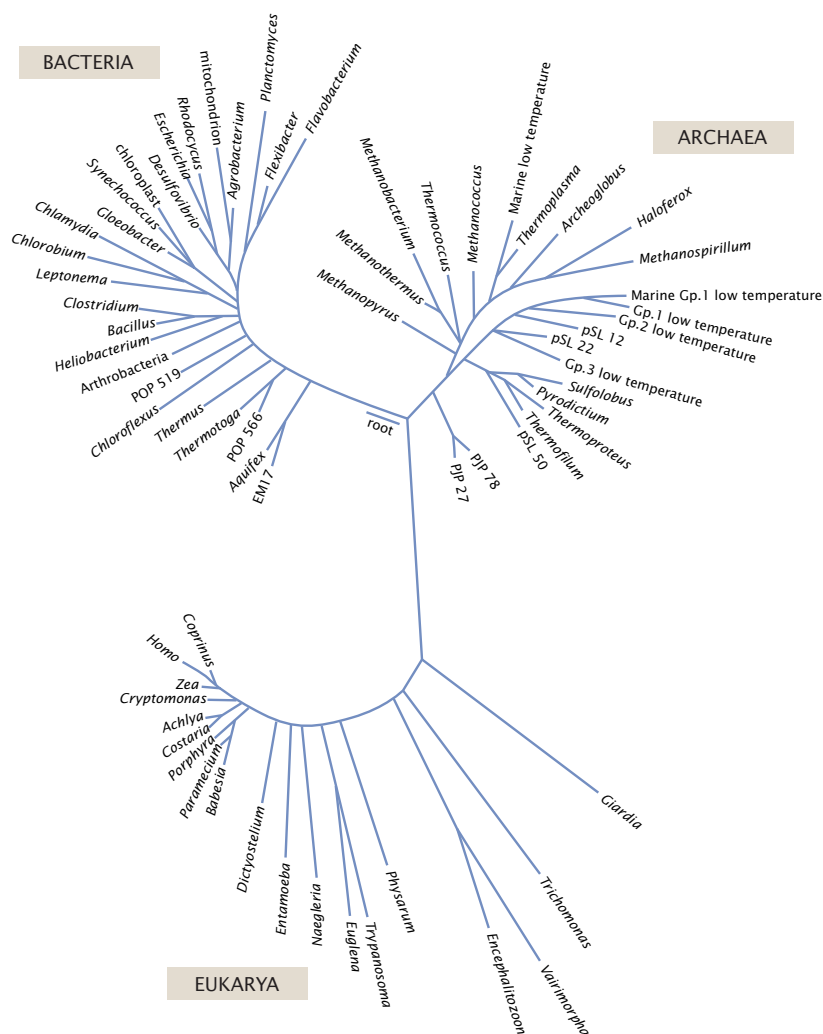 BACTERIA
Planctomyces
Flavobacterium
mitochondrion
Agrobacterium
Flexibacter
Rhodocycus
Escherichia
Desulfovibrio
chloroplast
Synechococcus
Gloeobacter
Chlamydia
Chlorobium
Leptonema
Clostridium
Bacillus
Heliobacterium
Arthrobacteria
POP 519
Chloroflexus
Thermus
Thermotoga
POP 566
Aquifex
EM17
root
ARCHAEA
Methanopyrus
Methanothermus
Methanobacterium
Thermococcus
Methanococcus
Marine low temperature
Thermoplasma
Archeoglobus
Haloferox
Methanospirillum
Marine Gp.1 low temperature
Gp.1 low temperature
Gp.2 low temperature
pSL 12
pSL 22
Gp.3 low temperature
Sulfolobus
Pyrodictium
Thermoproteus
Thermofilum
pSL 50
PJP 78
PJP 27
Coprinus
Homo
Zea
Cryptomonas
Achlya
Costaria
Porphyra
Paramecium
Babesia
Dictyostelium
Entamoeba
Naegleria
Euglena
Trypanosoma
Physarum
Encephalitozoon
Vairimorpha
Trichomonas
Giardia
EUKARYA